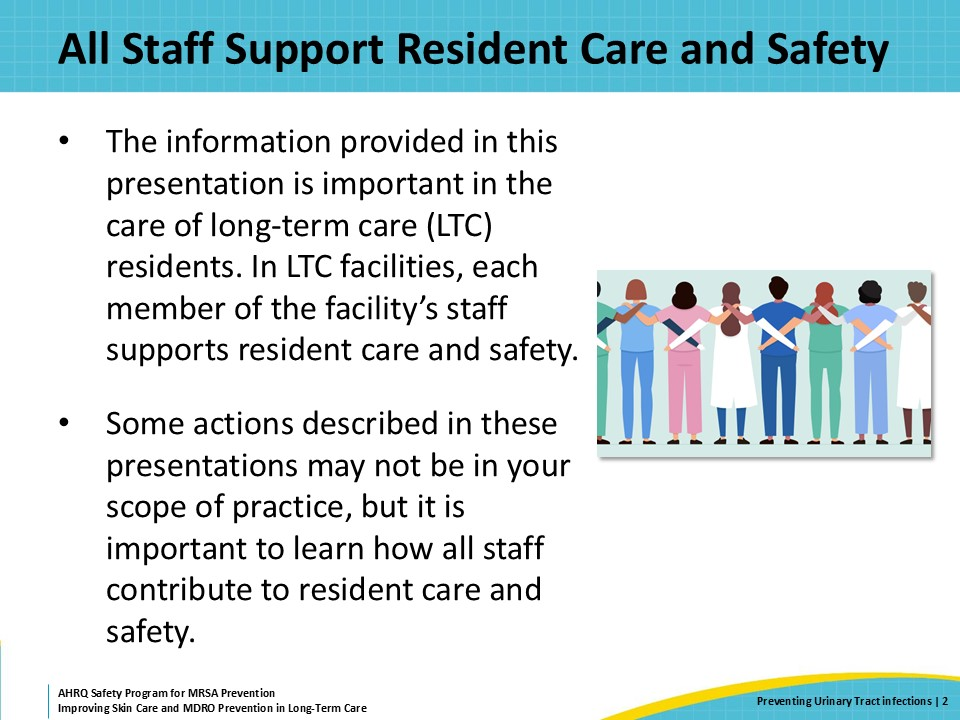 All Staff Support Resident Care and Safety
• The information provided in this
presentation is important in the
care of long-term care (LTC)
residents. In LTC facilities, each
member of the facility’s staff
supports resident care and safety.
• Some actions described in these
presentations may not be in your
scope of practice, but it is
important to learn how all staff
contribute to resident care and
safety.
AHRQ Safety Program for MRSA Prevention
Improving Skin Care and MDRO Prevention in Long-Term Care
Preventing Urinary Tract infections | 2